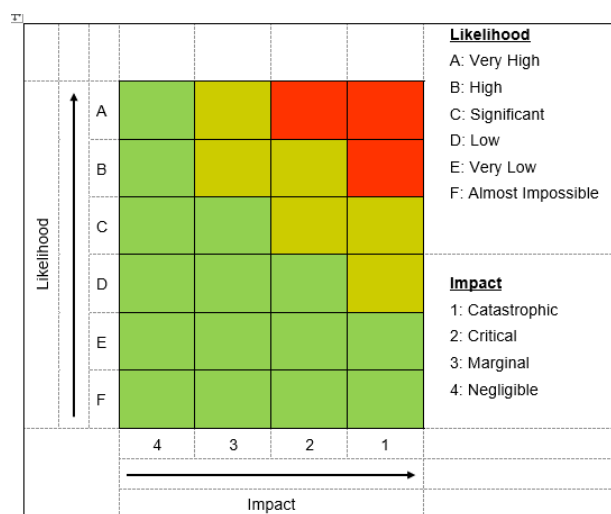 Likelihood
A: Very High
B: High
C: Significant
D: Low
E: Very Low
F: Almost Impossible
Likelihood
A
B
C
D
E
F
Impact
1: Catastrophic
2: Critical
3: Marginal
4: Negligible
4 3 2 1
Impact